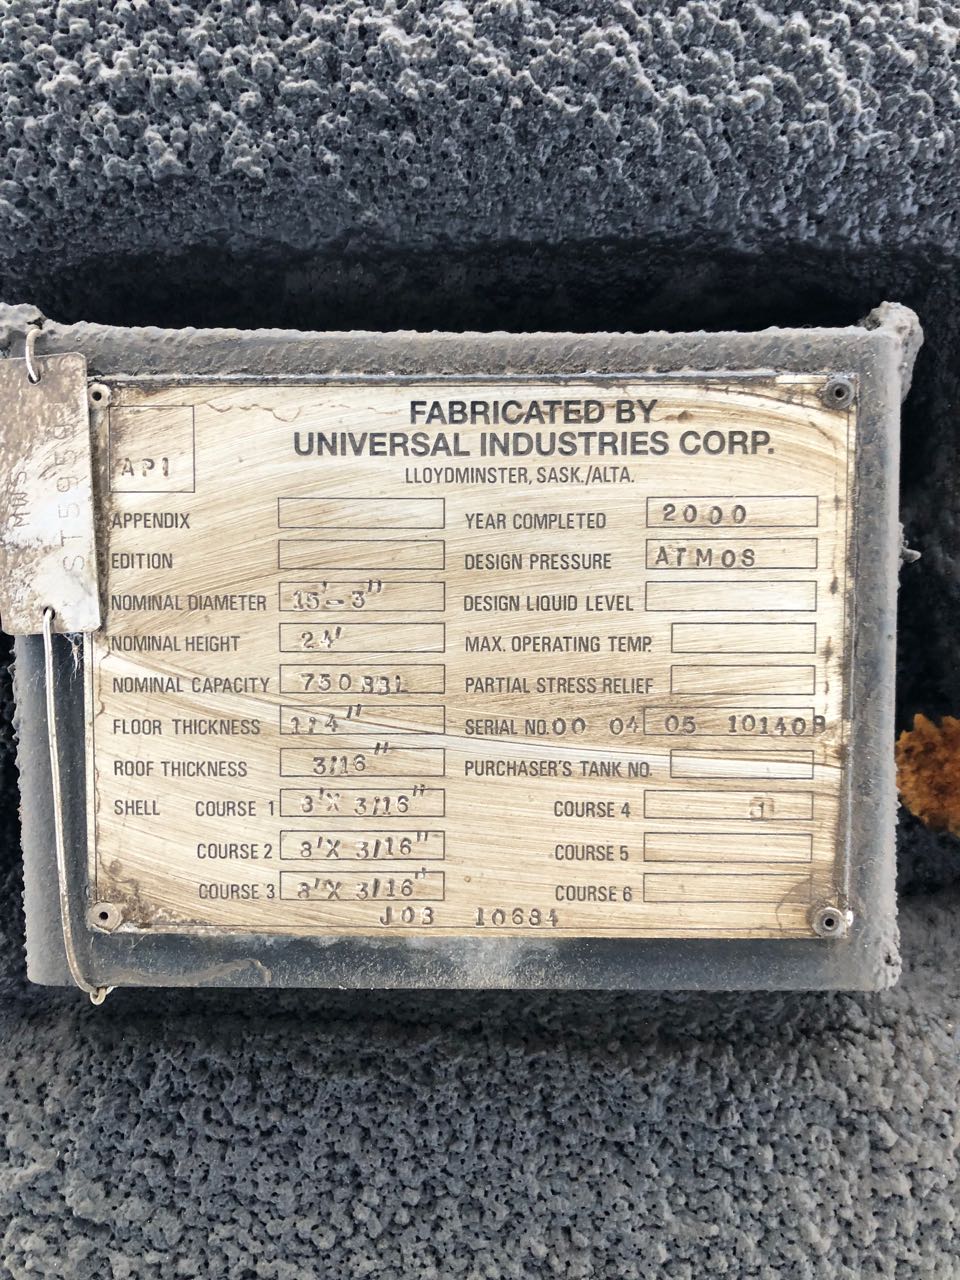 FABRICATED BY
UNIVERSAL INDUSTRIES CORP.
LLOYDMINSTER, SASK./ALTA.
API
APPENDIX
EDITION
NOMINAL DIAMETER 15'-3"
NOMINAL HEIGHT 24'
NOMINAL CAPACITY 750 BBL
FLOOR THICKNESS 1/4"
ROOF THICKNESS 3/16"
SHELL COURSE 1 8'X 3/16"
COURSE 2 8'X 3/16"
COURSE 3 8'X 3/16"
YEAR COMPLETED 2000
DESIGN PRESSURE ATMOS
DESIGN LIQUID LEVEL
MAX. OPERATING TEMP.
PARTIAL STRESS RELIEF
SERIAL NO. 00 04 05 10140B
PURCHASER'S TANK NO.
COURSE 4
COURSE 5
COURSE 6
JOB 10684
MWS